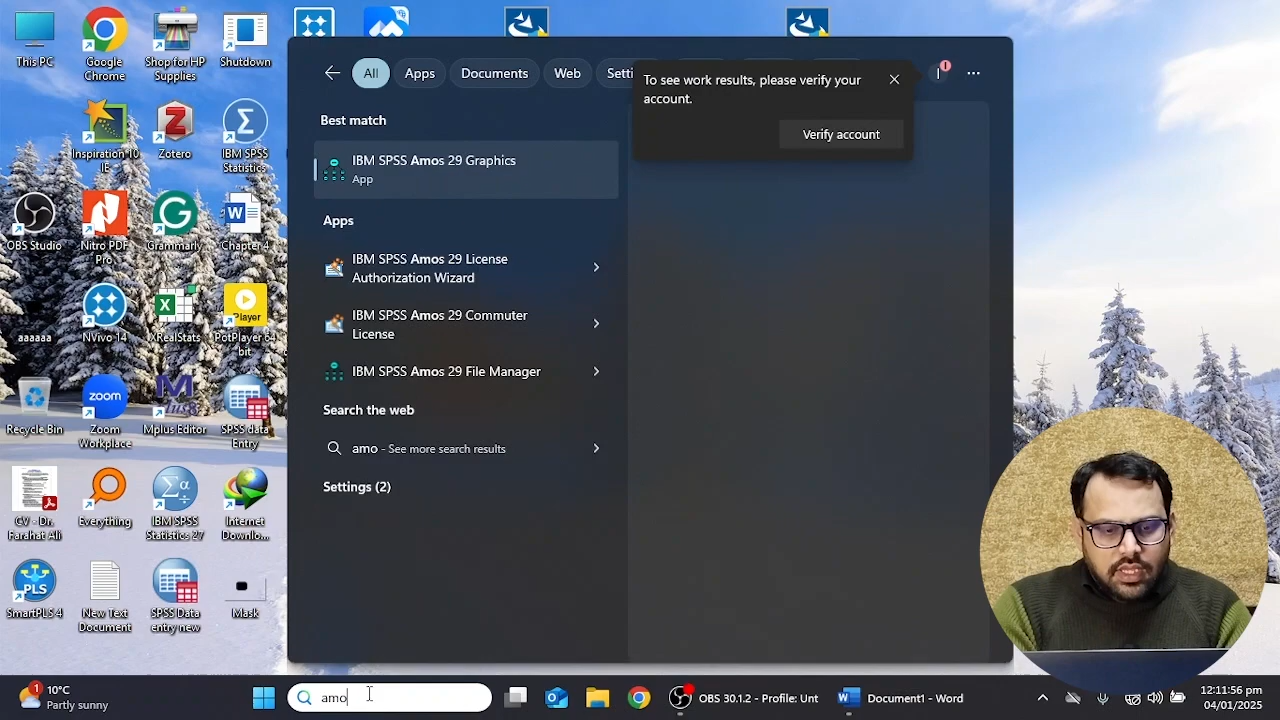 This PC
Google
Chrome
Shop for HP
Supplies
Shutdown
Inspiration 10
IE
Zotero
IBM SPSS
Statistics
OBS Studio
Nitro PDF
Pro
Grammarly
Chapter 4
aaaaaa
NVivo 14
XRealStats
Player
PotPlayer 64
bit
Recycle Bin
zoom
Zoom
Workplace
Mplus Editor
SPSS data
Entry
CV - Dr.
Farahat Ali
Everything
IBM SPSS
Statistics 27
Internet
Downlo...
PLS
SmartPLS 4
New Text
Document
SPSS Data
entry new
Mask
All
Apps
Documents
Web
Setti
To see work results, please verify your
account.
Verify account
Best match
IBM SPSS Amos 29 Graphics
App
Apps
IBM SPSS Amos 29 License
Authorization Wizard
IBM SPSS Amos 29 Commuter
License
IBM SPSS Amos 29 File Manager
Search the web
amo - See more search results
Settings (2)
1
10°C
Partly sunny
amo
OBS 30.1.2 - Profile: Unt
Document1 - Word
12:11:56 pm
04/01/2025